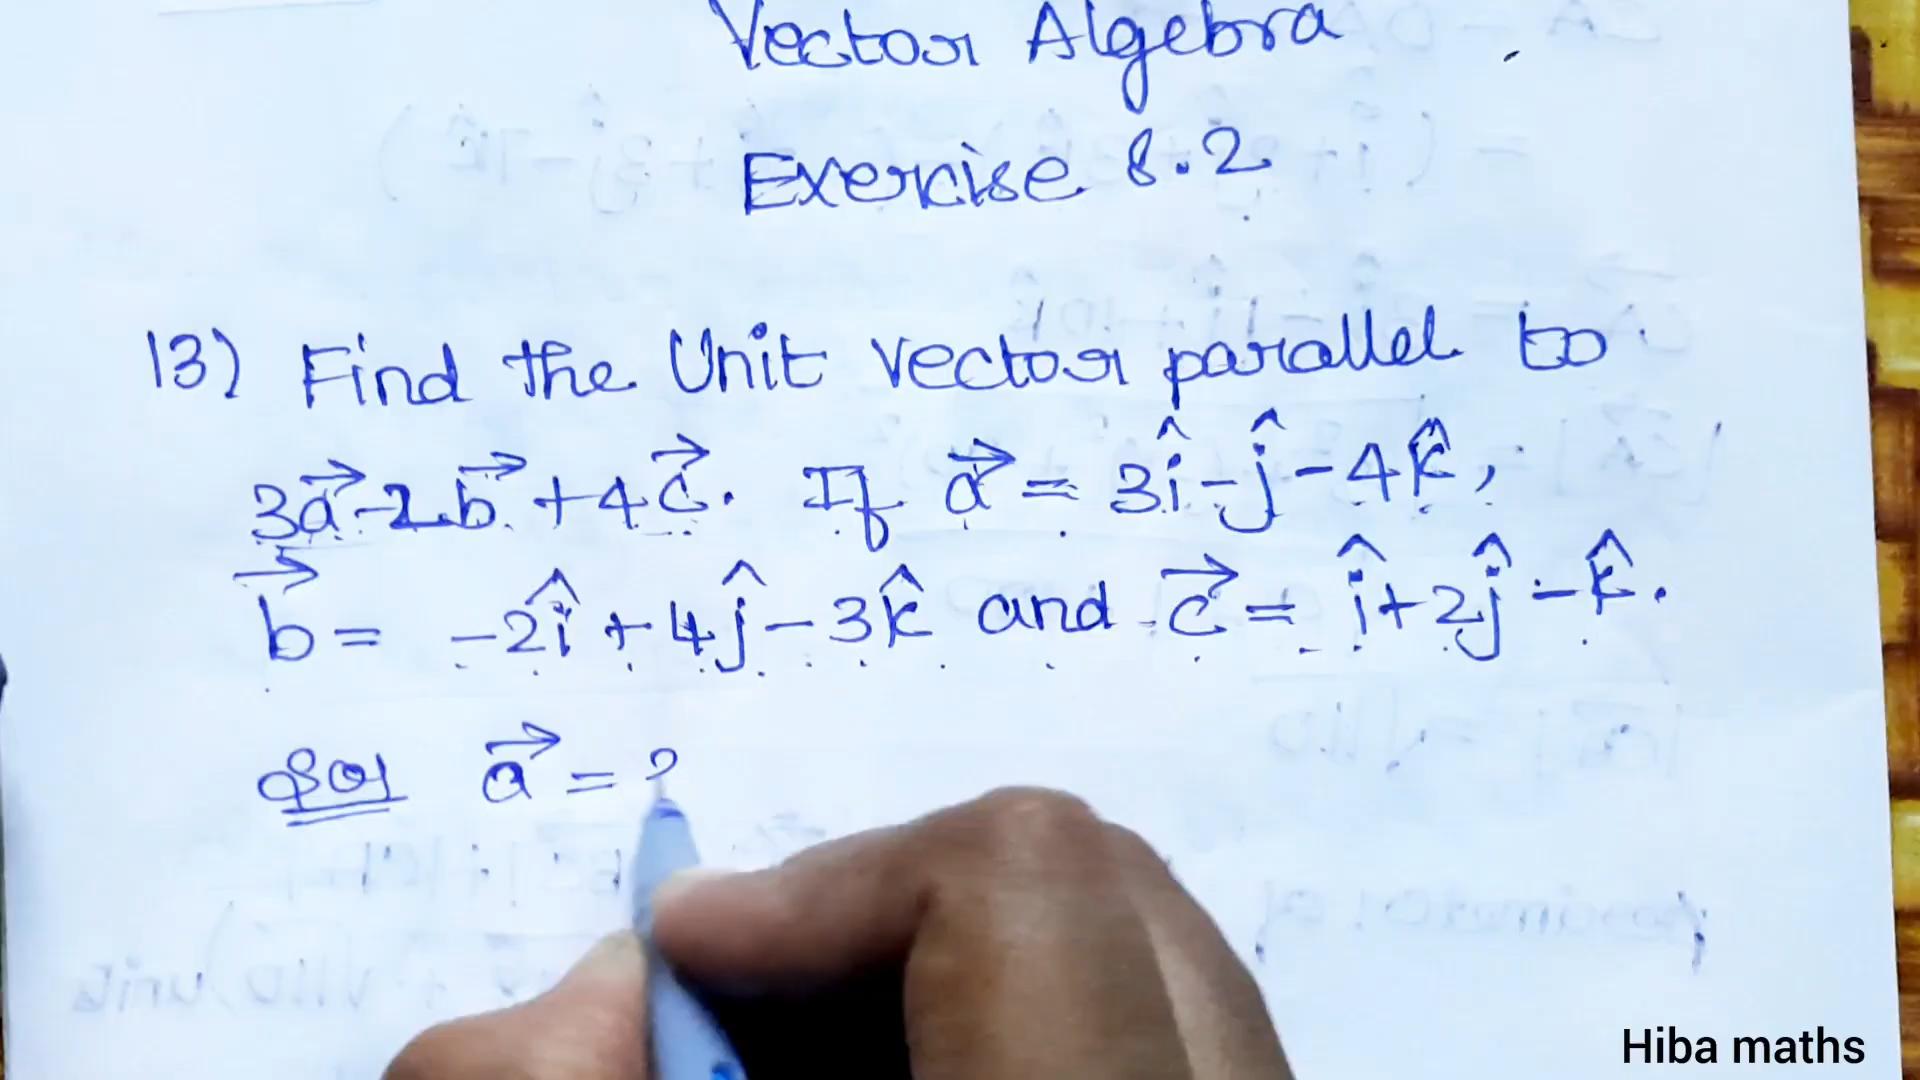 Vector Algebra
Exercise 8.2
13) Find the Unit vector parallel to
3a⃗-2b⃗+4c⃗. If a⃗ = 3î-ĵ-4k̂,
b⃗ = -2î+4ĵ-3k̂ and c⃗ = î+2ĵ-k̂.
Sol a⃗ =
Hiba maths